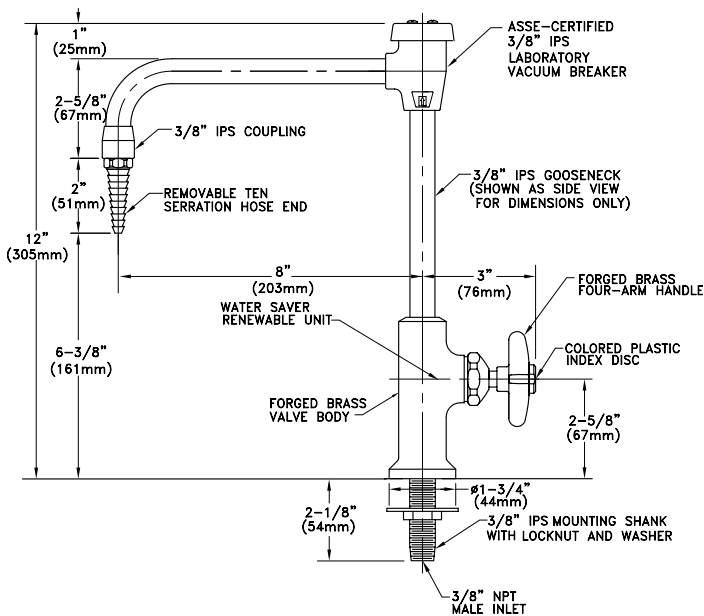 1"
(25mm)
ASSE-CERTIFIED
3/8" IPS
LABORATORY
VACUUM BREAKER
2-5/8"
(67mm)
3/8" IPS COUPLING
3/8" IPS GOOSENECK
(SHOWN AS SIDE VIEW
FOR DIMENSIONS ONLY)
2"
(51mm)
REMOVABLE TEN
SERRATION HOSE END
12"
(305mm)
8"
(203mm)
3"
(76mm)
FORGED BRASS
FOUR-ARM HANDLE
WATER SAVER
RENEWABLE UNIT
COLORED PLASTIC
INDEX DISC
6-3/8"
(161mm)
FORGED BRASS
VALVE BODY
2-5/8"
(67mm)
ø1-3/4"
(44mm)
2-1/8"
(54mm)
3/8" IPS MOUNTING SHANK
WITH LOCKNUT AND WASHER
3/8" NPT
MALE INLET